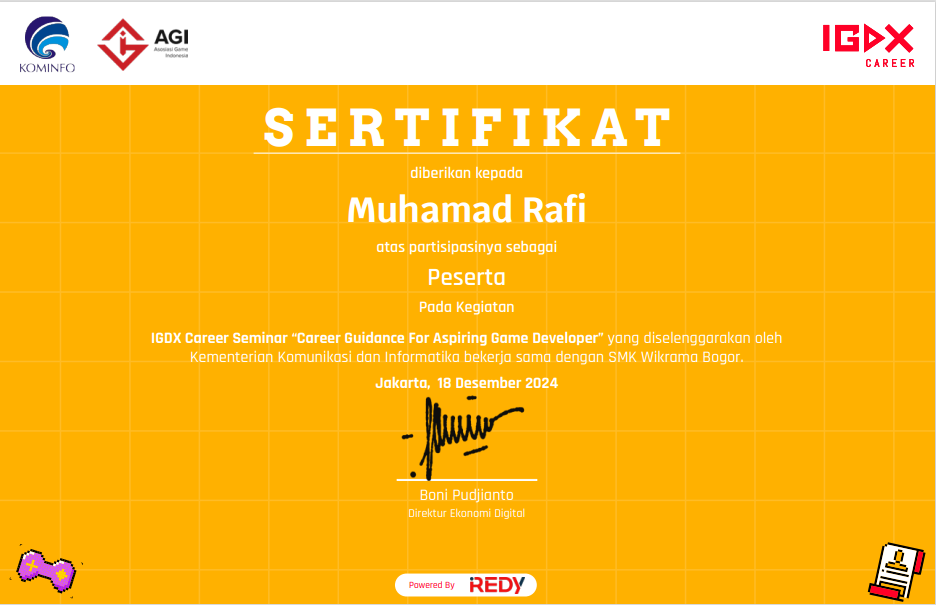 KOMINFO
AGI
Asosiasi Game
Indonesia
IGDX
CAREER
SERTIFIKAT
diberikan kepada
Muhamad Rafi
atas partisipasinya sebagai
Peserta
Pada Kegiatan
IGDX Career Seminar “Career Guidance For Aspiring Game Developer” yang diselenggarakan oleh
Kementerian Komunikasi dan Informatika bekerja sama dengan SMK Wikrama Bogor.
Jakarta, 18 Desember 2024
Boni Pudjianto
Direktur Ekonomi Digital
Powered By iREDY